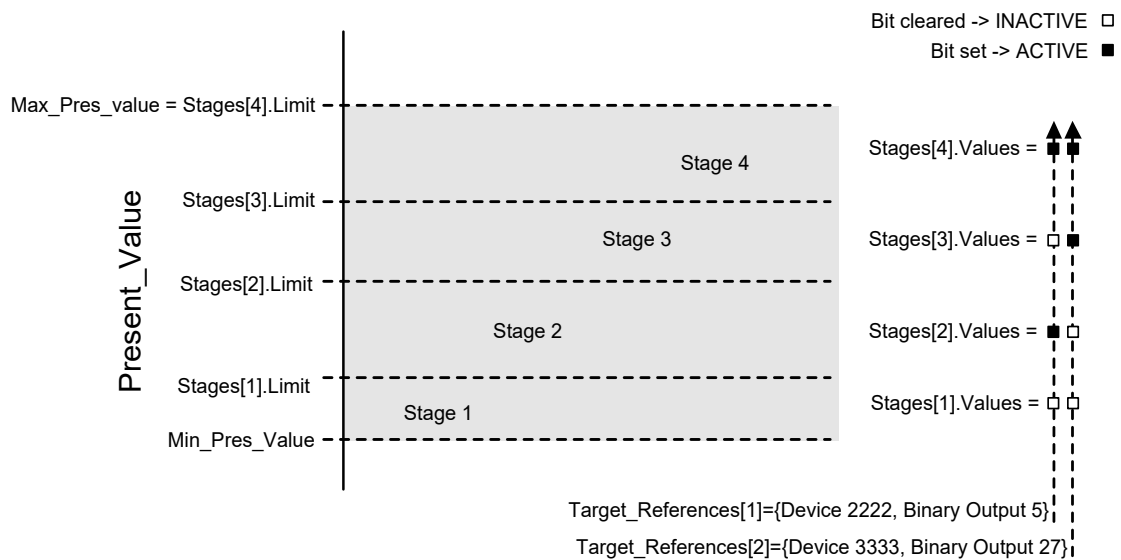 Bit cleared -> INACTIVE
Bit set -> ACTIVE
Max_Pres_value = Stages[4].Limit
Stage 4
Stages[4].Values =
Stages[3].Limit
Stage 3
Stages[3].Values =
Present_Value
Stages[2].Limit
Stage 2
Stages[2].Values =
Stages[1].Limit
Stage 1
Stages[1].Values =
Min_Pres_Value
Target_References[1]={Device 2222, Binary Output 5}
Target_References[2]={Device 3333, Binary Output 27}